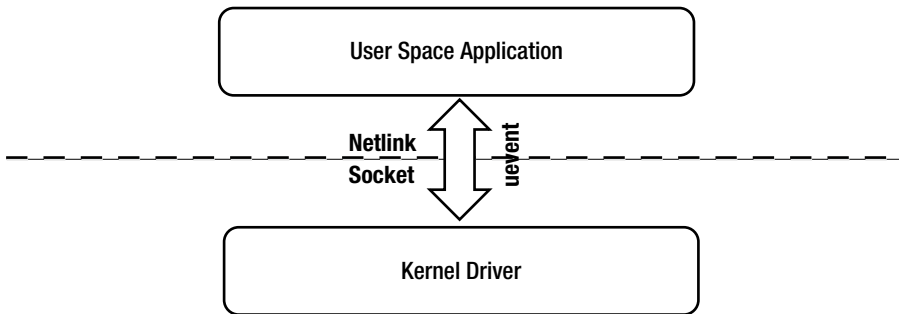 User Space Application
Netlink
Socket
uevent
Kernel Driver